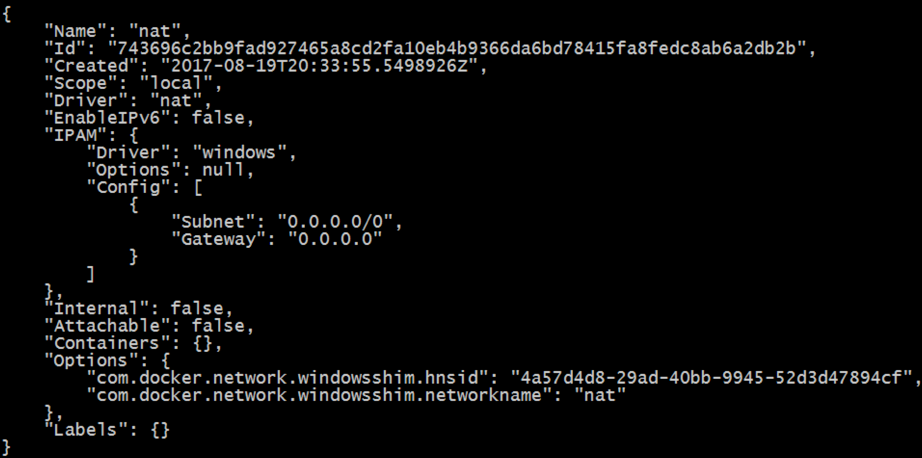 {
    "Name": "nat",
    "Id": "743696c2bb9fad927465a8cd2fa10eb4b9366da6bd78415fa8fedc8ab6a2db2b",
    "Created": "2017-08-19T20:33:55.5498926Z",
    "Scope": "local",
    "Driver": "nat",
    "EnableIPv6": false,
    "IPAM": {
        "Driver": "windows",
        "Options": null,
        "Config": [
            {
                "Subnet": "0.0.0.0/0",
                "Gateway": "0.0.0.0"
            }
        ]
    },
    "Internal": false,
    "Attachable": false,
    "Containers": {},
    "Options": {
        "com.docker.network.windowsshim.hnsid": "4a57d4d8-29ad-40bb-9945-52d3d47894cf",
        "com.docker.network.windowsshim.networkname": "nat"
    },
    "Labels": {}
}